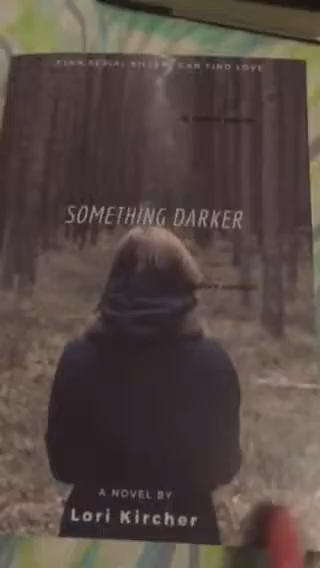 EVEN SERIAL KILLERS CAN FIND LOVE
SOMETHING DARKER
A NOVEL BY
Lori Kircher